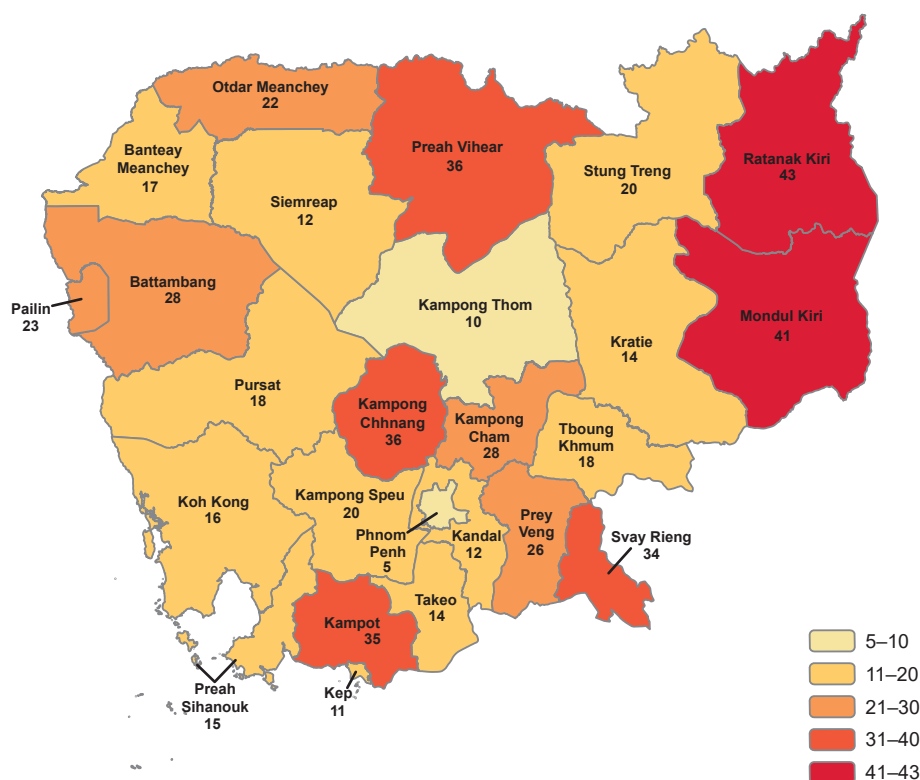 Otdar Meanchey
22
Preah Vihear
36
Banteay
Meanchey
17
Siemreap
12
Stung Treng
20
Ratanak Kiri
43
Battambang
28
Pailin
23
Kampong Thom
10
Mondul Kiri
41
Kratie
14
Pursat
18
Kampong
Chhnang
36
Kampong
Cham
28
Tboung
Khmum
18
Koh Kong
16
Kampong Speu
20
Phnom
Penh
5
Kandal
12
Prey
Veng
26
Svay Rieng
34
Takeo
14
Kampot
35
Preah
Sihanouk
15
Kep
11
5–10
11–20
21–30
31–40
41–43